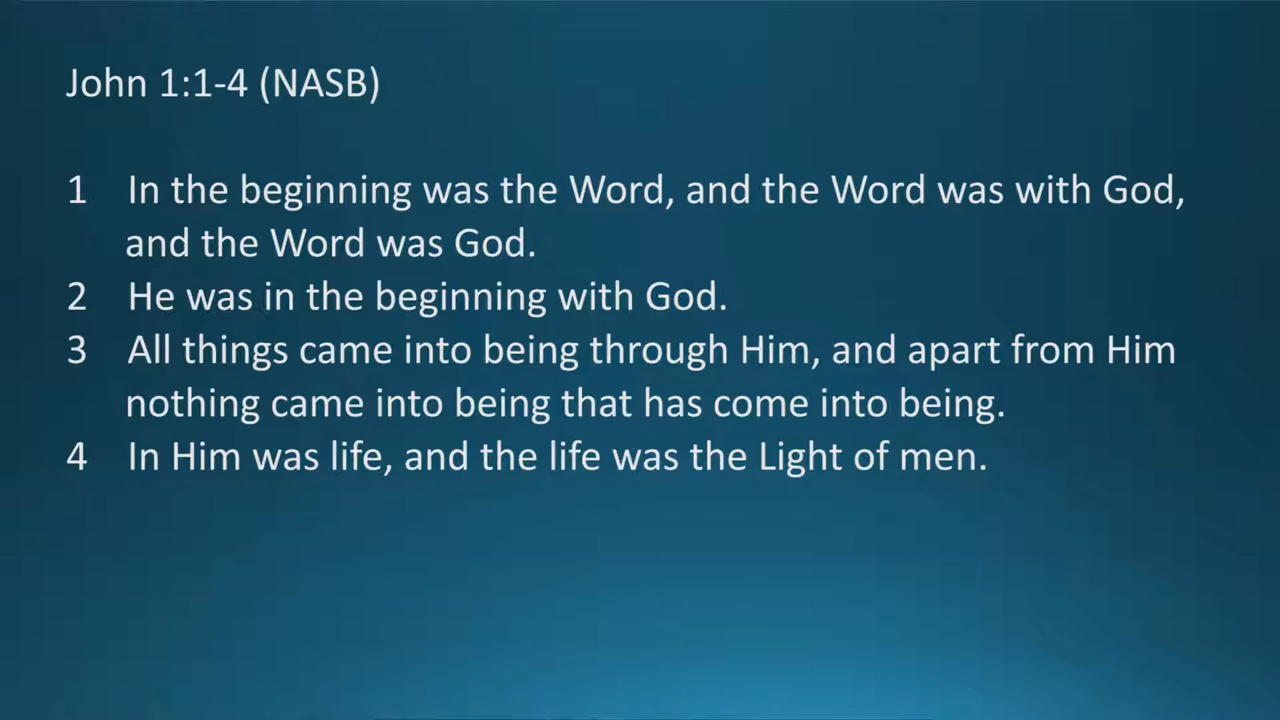 John 1:1-4 (NASB)
1 In the beginning was the Word, and the Word was with God,
and the Word was God.
2 He was in the beginning with God.
3 All things came into being through Him, and apart from Him
nothing came into being that has come into being.
4 In Him was life, and the life was the Light of men.